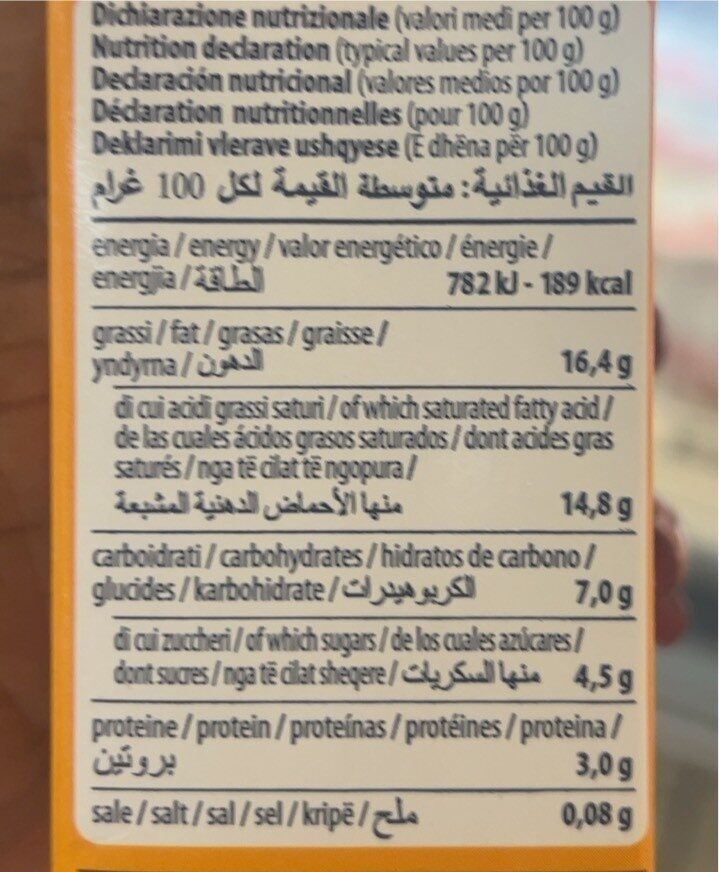 Dichiarazione nutrizionale (valori medi per 100 g)
Nutrition declaration (typical values per 100 g)
Declaración nutricional (valores medios por 100 g)
Déclaration nutritionnelles (pour 100 g)
Deklarimi vlerave ushqyese (E dhëna për 100 g)
القيم الغذائية: متوسطة القيمة لكل 100 غرام
energia / energy / valor energético / énergie /
energjia / الطاقة 782 kJ - 189 kcal
grassi / fat / grasas / graisse /
yndyrna / الدهون 16,4 g
di cui acidi grassi saturi / of which saturated fatty acid /
de las cuales ácidos grasos saturados / dont acides gras
saturés / nga të cilat të ngopura /
منها الأحماض الدهنية المشبعة 14,8 g
carboidrati / carbohydrates / hidratos de carbono /
glucides / karbohidrate / الكربوهيدرات 7,0 g
di cui zuccheri / of which sugars / de los cuales azúcares /
dont sucres / nga të cilat sheqere / منها السكريات 4,5 g
proteine / protein / proteínas / protéines / proteina /
بروتين 3,0 g
sale / salt / sal / sel / kripë / ملح 0,08 g